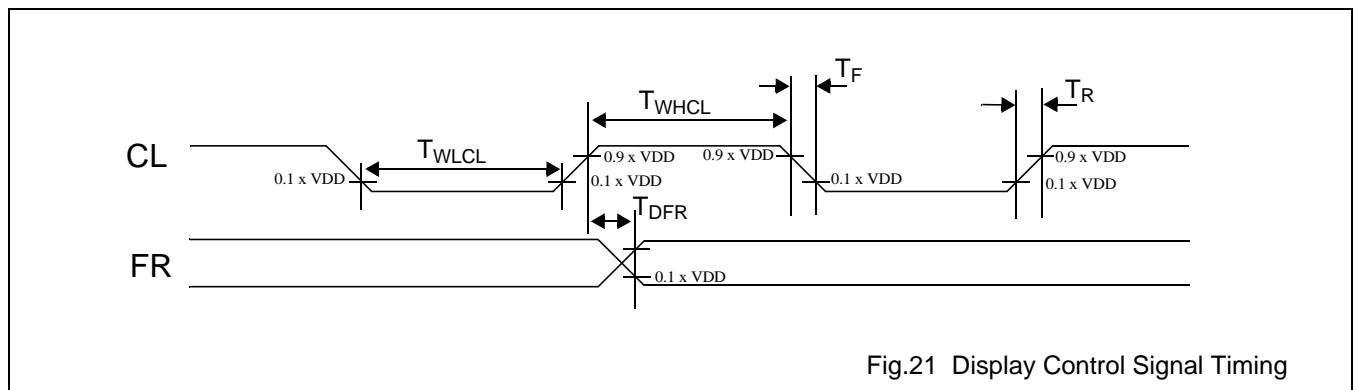 T_F
T_R
T_WHCL
CL
T_WLCL
0.9 x VDD
0.9 x VDD
0.9 x VDD
0.1 x VDD
0.1 x VDD
0.1 x VDD
0.1 x VDD
T_DFR
FR
0.1 x VDD
Fig.21 Display Control Signal Timing